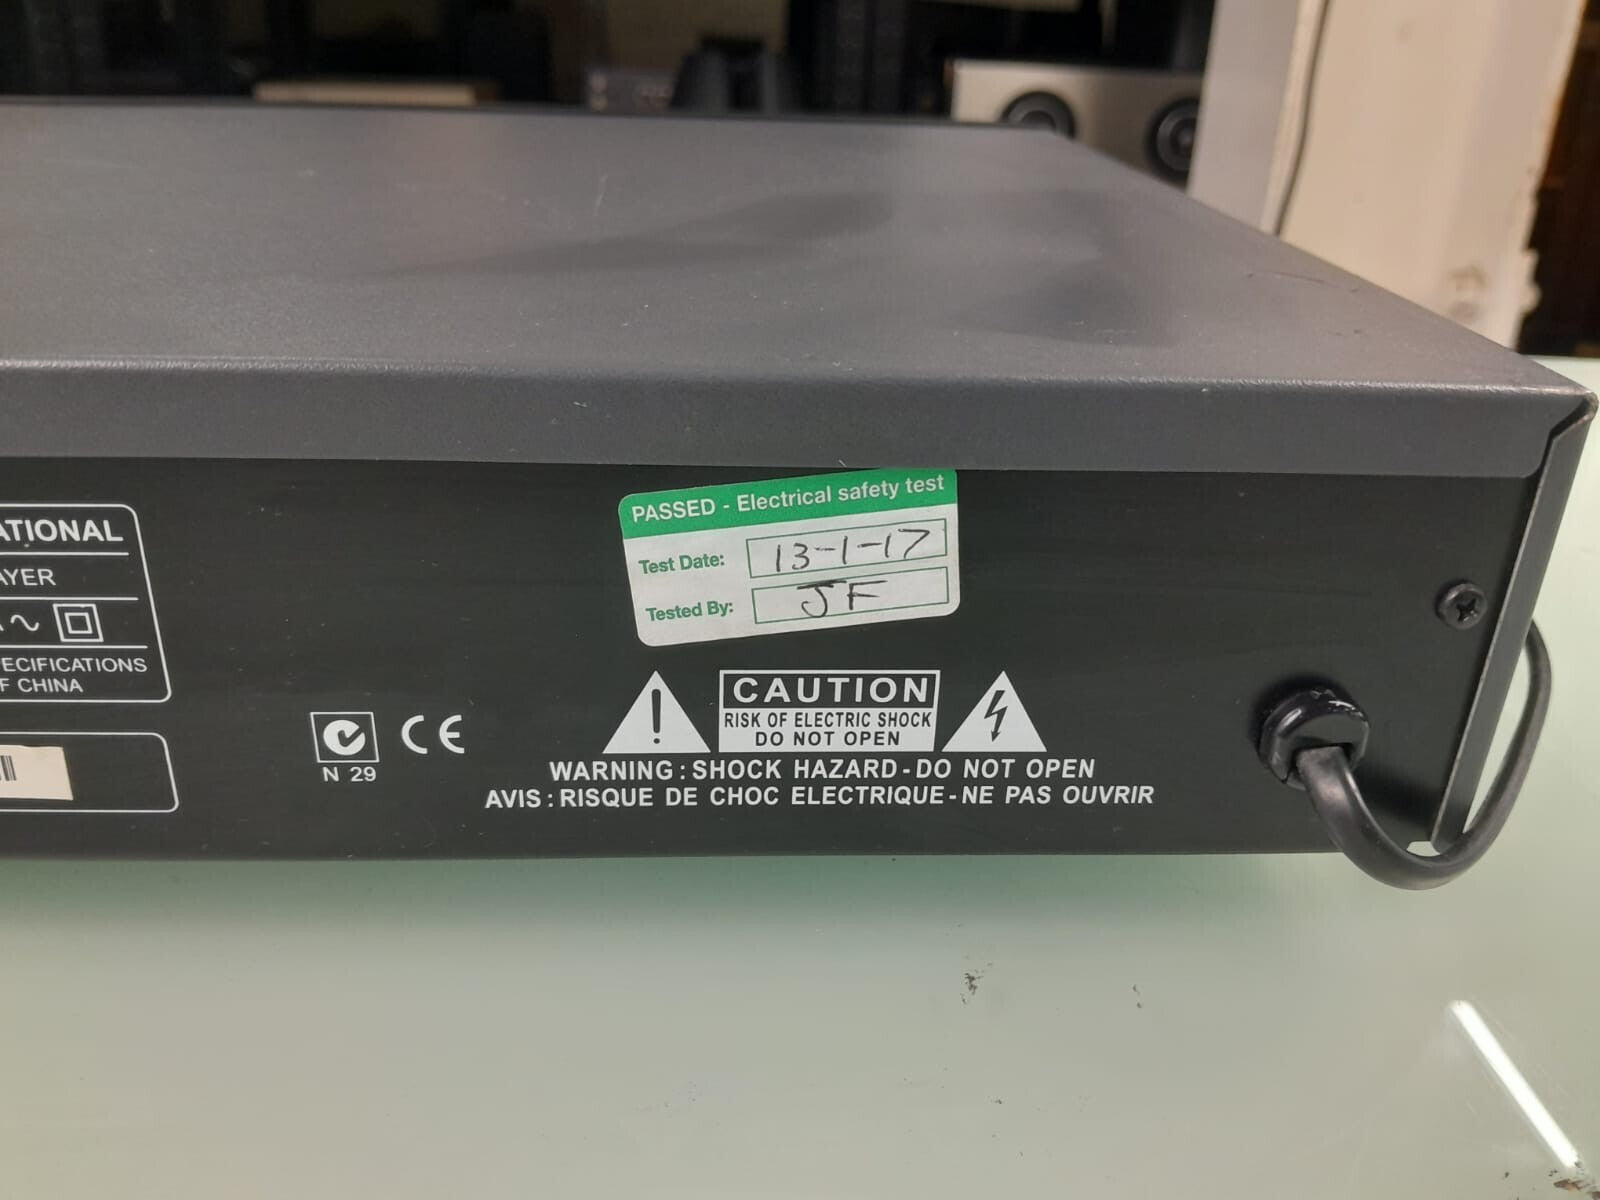 PASSED - Electrical safety test
Test Date: 13-1-17
Tested By: JF
ATIONAL
AYER
ECIFICATIONS
F CHINA
N 29
CE
CAUTION
RISK OF ELECTRIC SHOCK
DO NOT OPEN
WARNING : SHOCK HAZARD - DO NOT OPEN
AVIS : RISQUE DE CHOC ELECTRIQUE - NE PAS OUVRIR